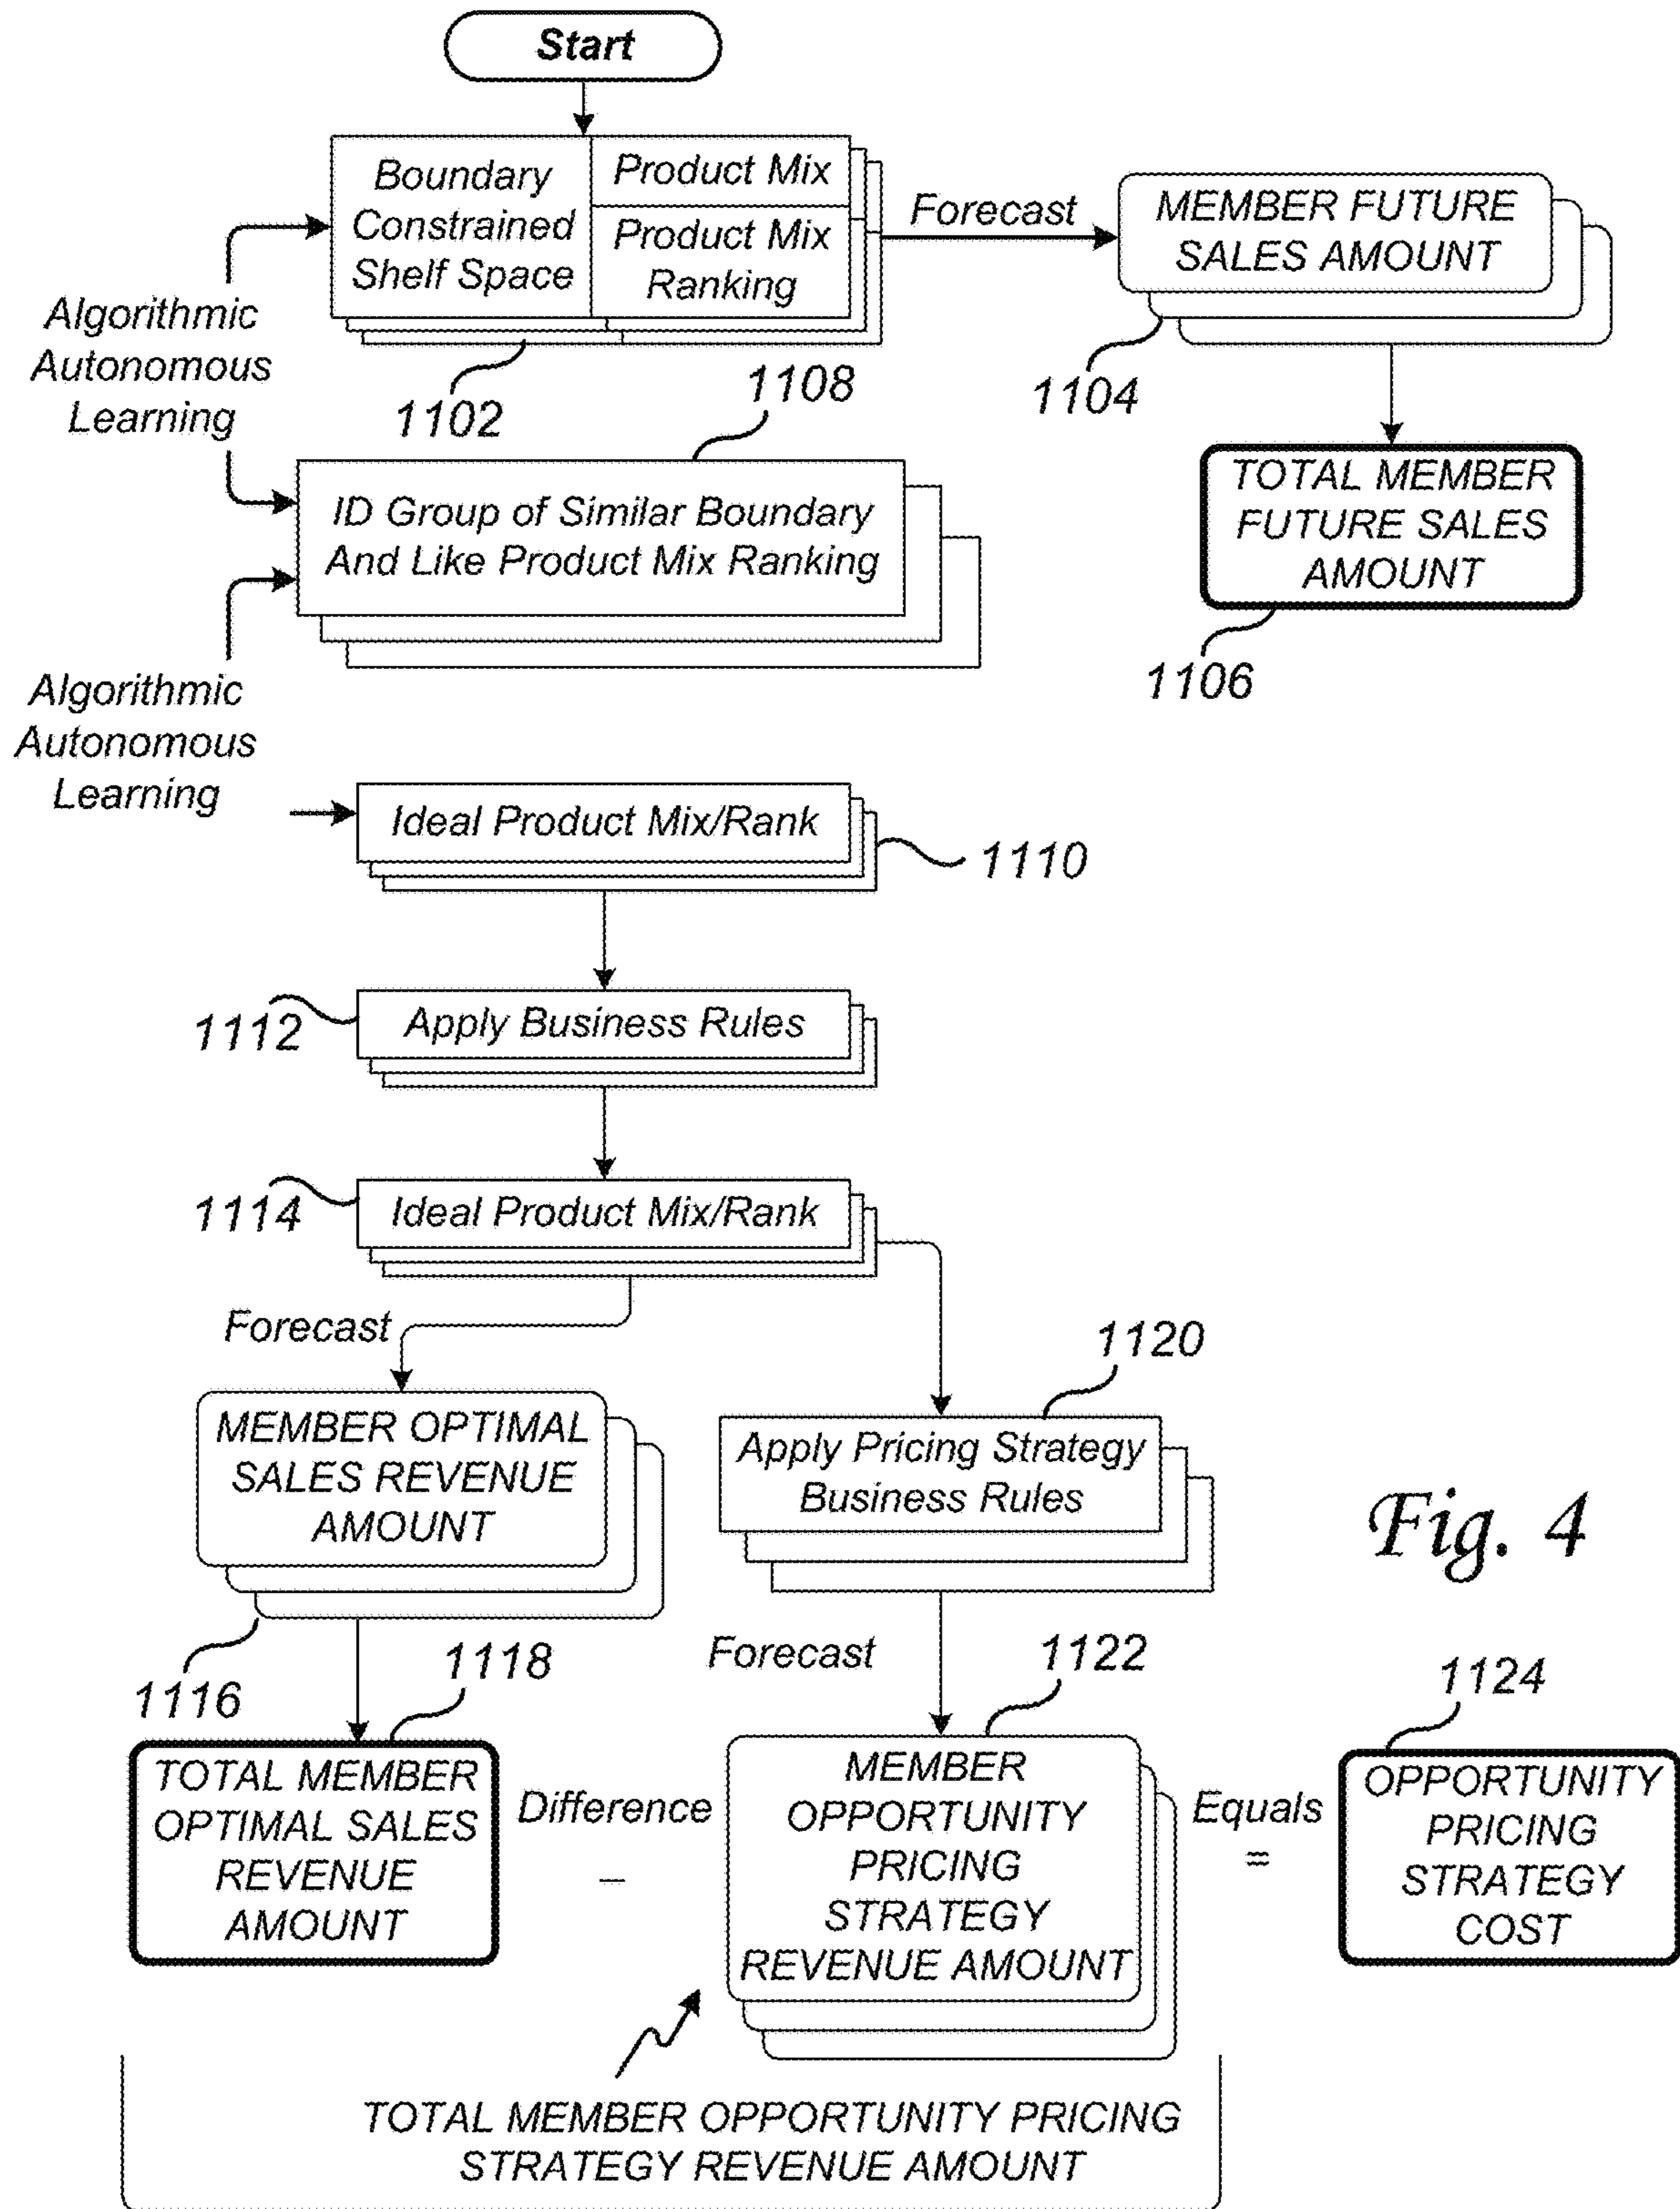 Start
Boundary
Constrained
Shelf Space
Product Mix
Product Mix
Ranking
Forecast
MEMBER FUTURE
SALES AMOUNT
Algorithmic
Autonomous
Learning
1102
1108
1104
ID Group of Similar Boundary
And Like Product Mix Ranking
TOTAL MEMBER
FUTURE SALES
AMOUNT
1106
Algorithmic
Autonomous
Learning
Ideal Product Mix/Rank
1110
1112
Apply Business Rules
1114
Ideal Product Mix/Rank
Forecast
1120
MEMBER OPTIMAL
SALES REVENUE
AMOUNT
Apply Pricing Strategy
Business Rules
Fig. 4
1116
1118
Forecast
1122
1124
TOTAL MEMBER
OPTIMAL SALES
REVENUE
AMOUNT
Difference
–
MEMBER
OPPORTUNITY
PRICING
STRATEGY
REVENUE AMOUNT
Equals
=
OPPORTUNITY
PRICING
STRATEGY
COST
TOTAL MEMBER OPPORTUNITY PRICING
STRATEGY REVENUE AMOUNT